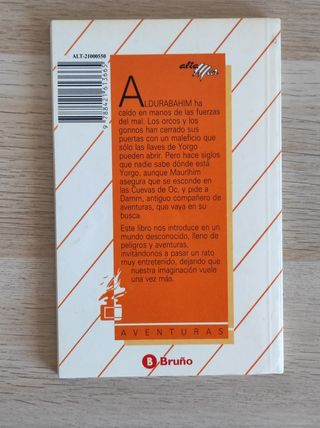 ALT-21000550
9788421613665
alta
Mar
ALDURABAHIM ha
caído en manos de las fuerzas
del mal. Los orcos y los
gonnos han cerrado sus
puertas con un maleficio que
sólo las llaves de Yorgo
pueden abrir. Pero hace siglos
que nadie sabe dónde está
Yorgo, aunque Maurlhim
asegura que se esconde en
las Cuevas de Oc, y pide a
Damm, antiguo compañero de
aventuras, que vaya en su
busca.
Este libro nos introduce en un
mundo desconocido, lleno de
peligros y aventuras,
invitándonos a pasar un rato
muy entretenido, dejando que
nuestra imaginación vuele
una vez más.
AVENTURAS
B Bruño